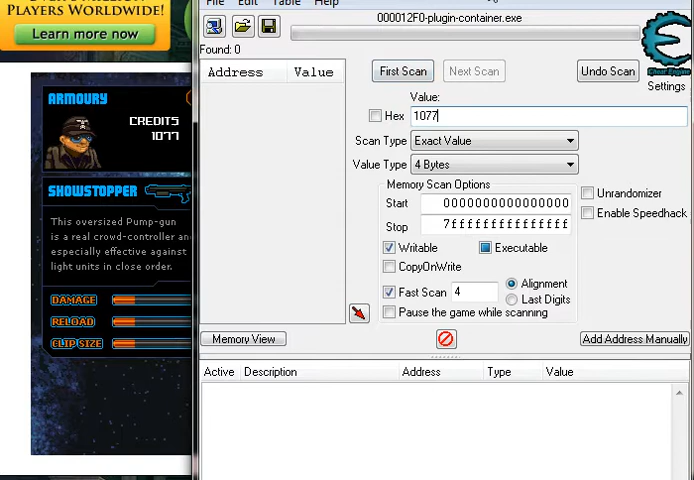 PLAYERS WORLDWIDE!
Learn more now
ARMOURY
CREDITS
1077
SHOWSTOPPER
This oversized Pump-gun
is a real crowd-controller an
especially effective against
light units in close order.
DAMAGE
RELOAD
CLIP SIZE
File Edit Table Help
000012F0-plugin-container.exe
Found: 0
Address Value
First Scan Next Scan Undo Scan
Cheat Engine
Settings
Value:
Hex 1077
Scan Type Exact Value
Value Type 4 Bytes
Memory Scan Options
Start 0000000000000000
Stop 7fffffffffffffff
Writable Executable
CopyOnWrite
Fast Scan 4 Alignment
Last Digits
Pause the game while scanning
Unrandomizer
Enable Speedhack
Memory View Add Address Manually
Active Description Address Type Value